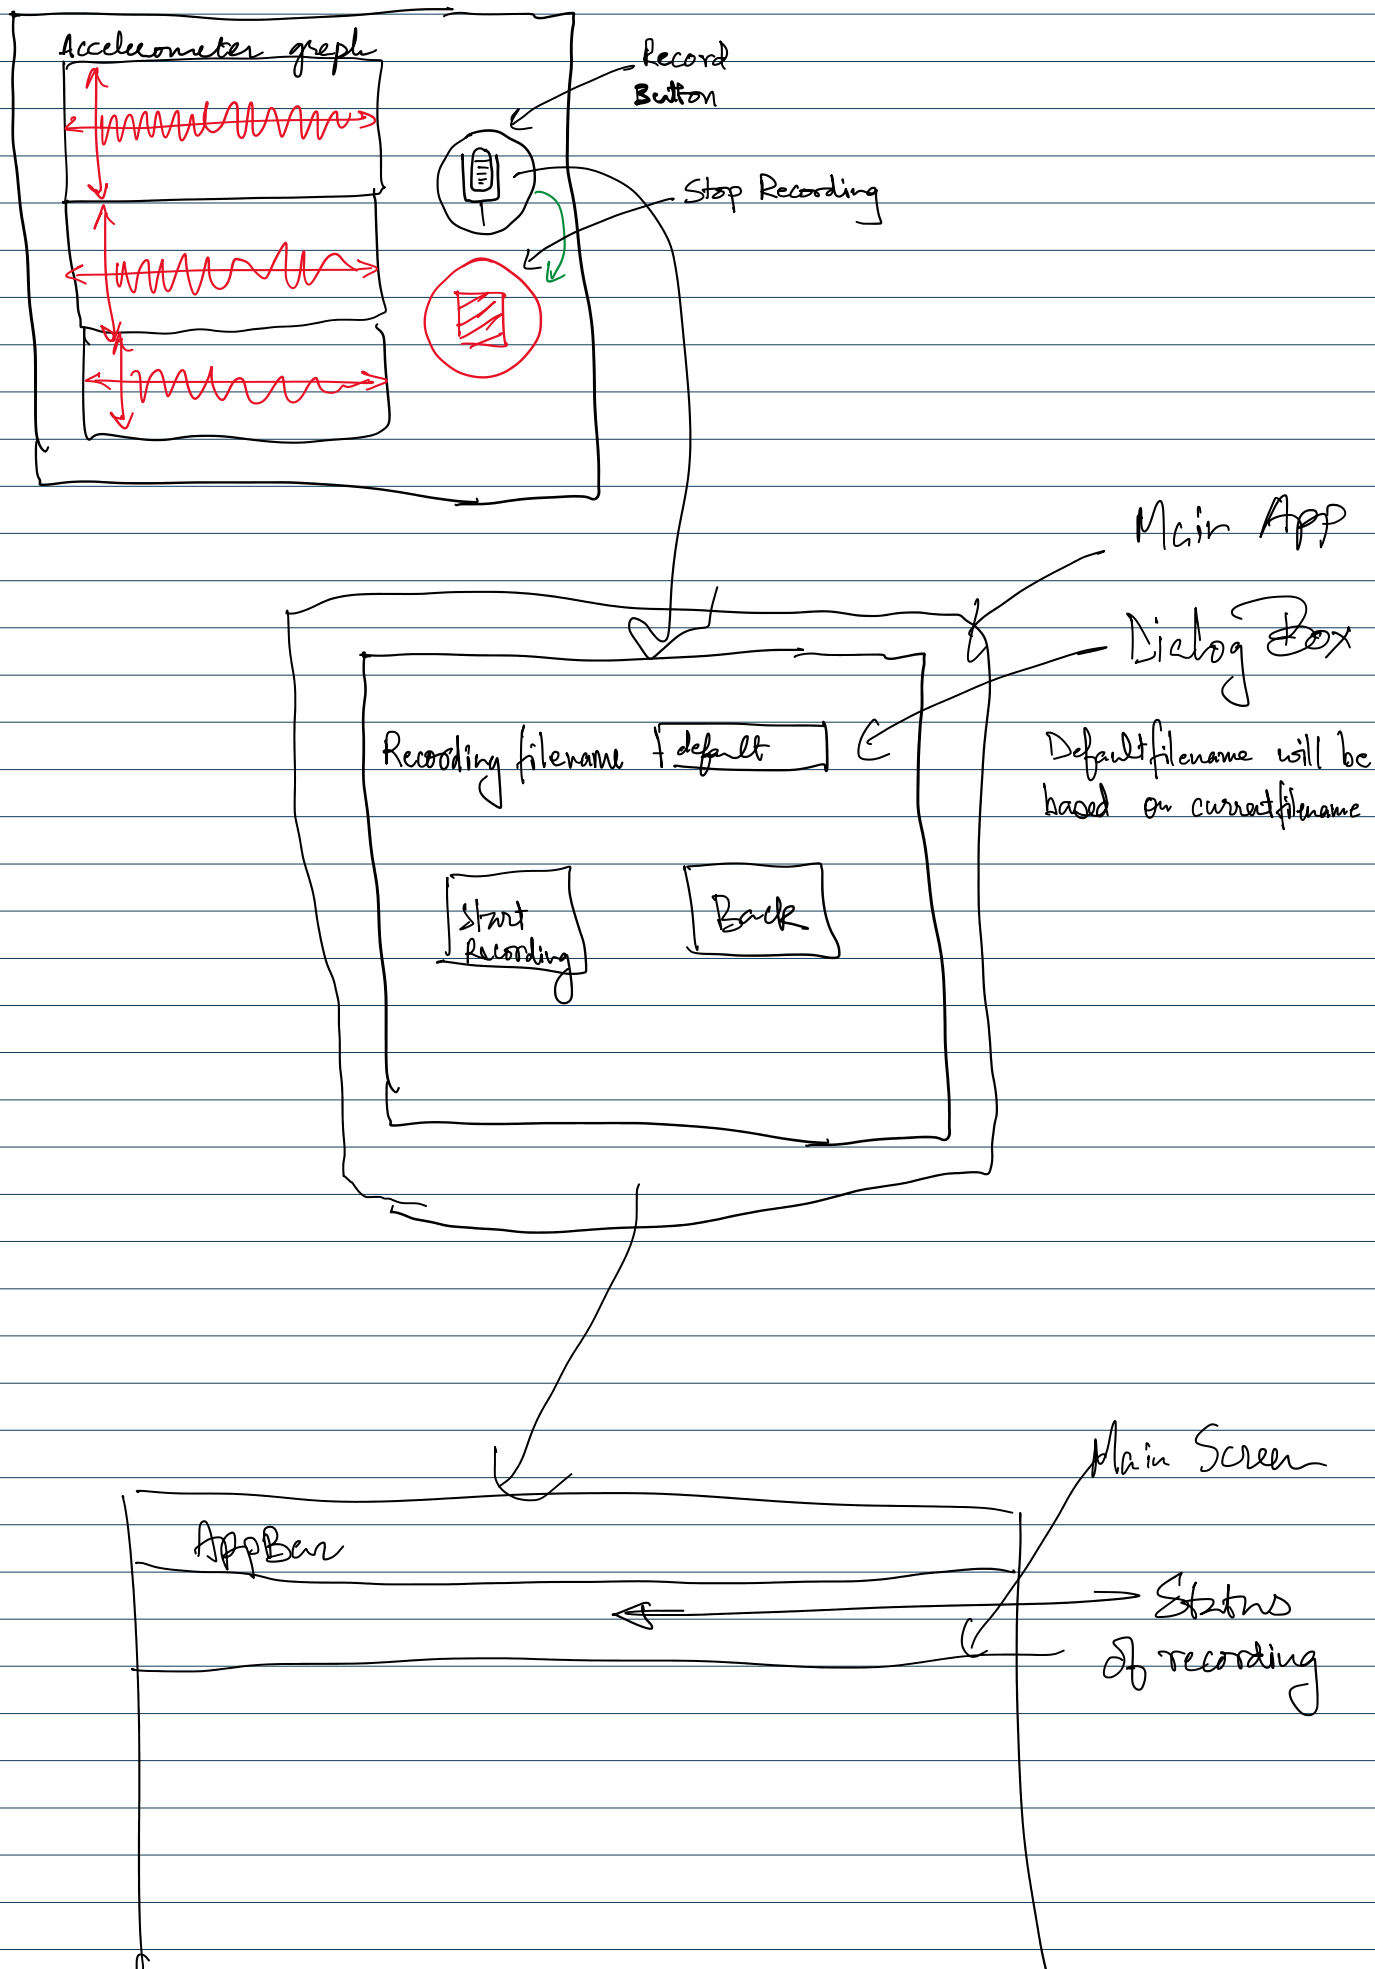 Accelerometer graph
Record
Button
Stop Recording
Main App
Dialog Box
Recording filename
default
Default filename will be
based on current filename
Start
Recording
Back
Main Screen
AppBar
Status
of recording